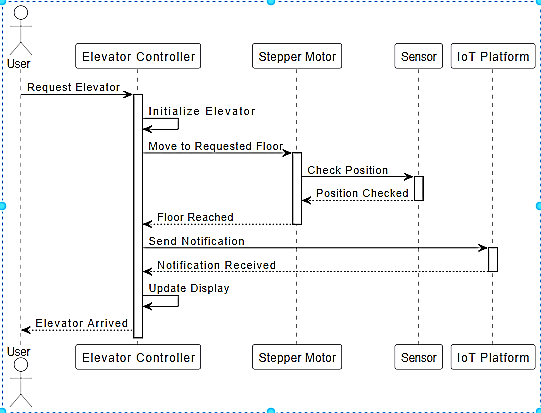 User
Elevator Controller
Stepper Motor
Sensor
IoT Platform
Request Elevator
Initialize Elevator
Move to Requested Floor
Check Position
Position Checked
Floor Reached
Send Notification
Notification Received
Update Display
Elevator Arrived
User
Elevator Controller
Stepper Motor
Sensor
IoT Platform